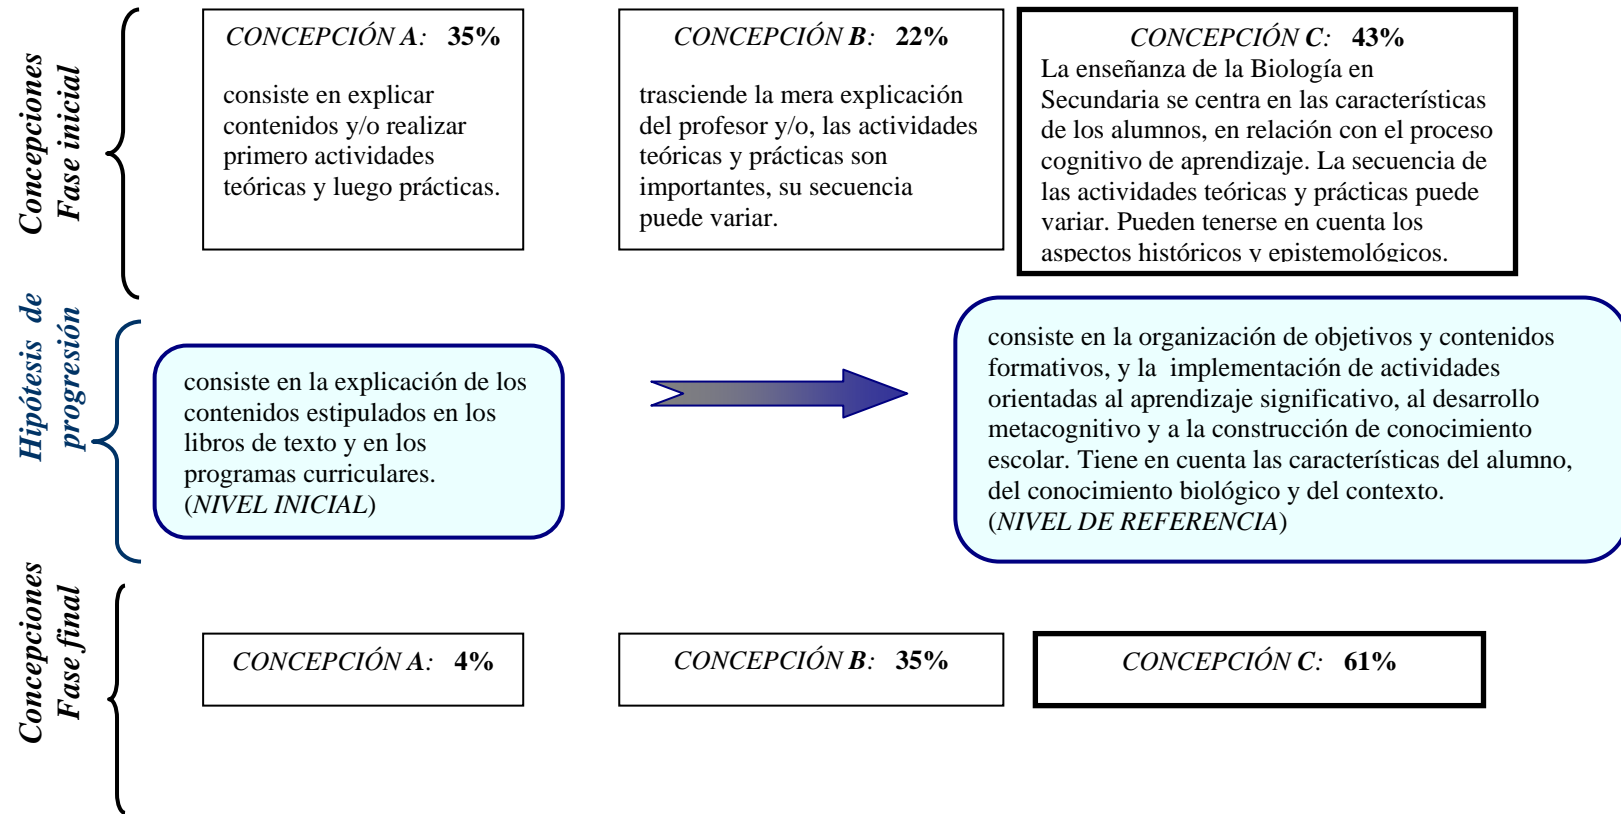 Concepciones
Fase inicial
CONCEPCIÓN A: 35%
consiste en explicar
contenidos y/o realizar
primero actividades
teóricas y luego prácticas.
CONCEPCIÓN B: 22%
trasciende la mera explicación
del profesor y/o, las actividades
teóricas y prácticas son
importantes, su secuencia
puede variar.
CONCEPCIÓN C: 43%
La enseñanza de la Biología en
Secundaria se centra en las características
de los alumnos, en relación con el proceso
cognitivo de aprendizaje. La secuencia de
las actividades teóricas y prácticas puede
variar. Pueden tenerse en cuenta los
aspectos históricos y epistemológicos.
Hipótesis de
progresión
consiste en la explicación de los
contenidos estipulados en los
libros de texto y en los
programas curriculares.
(NIVEL INICIAL)
consiste en la organización de objetivos y contenidos
formativos, y la implementación de actividades
orientadas al aprendizaje significativo, al desarrollo
metacognitivo y a la construcción de conocimiento
escolar. Tiene en cuenta las características del alumno,
del conocimiento biológico y del contexto.
(NIVEL DE REFERENCIA)
Concepciones
Fase final
CONCEPCIÓN A: 4%
CONCEPCIÓN B: 35%
CONCEPCIÓN C: 61%